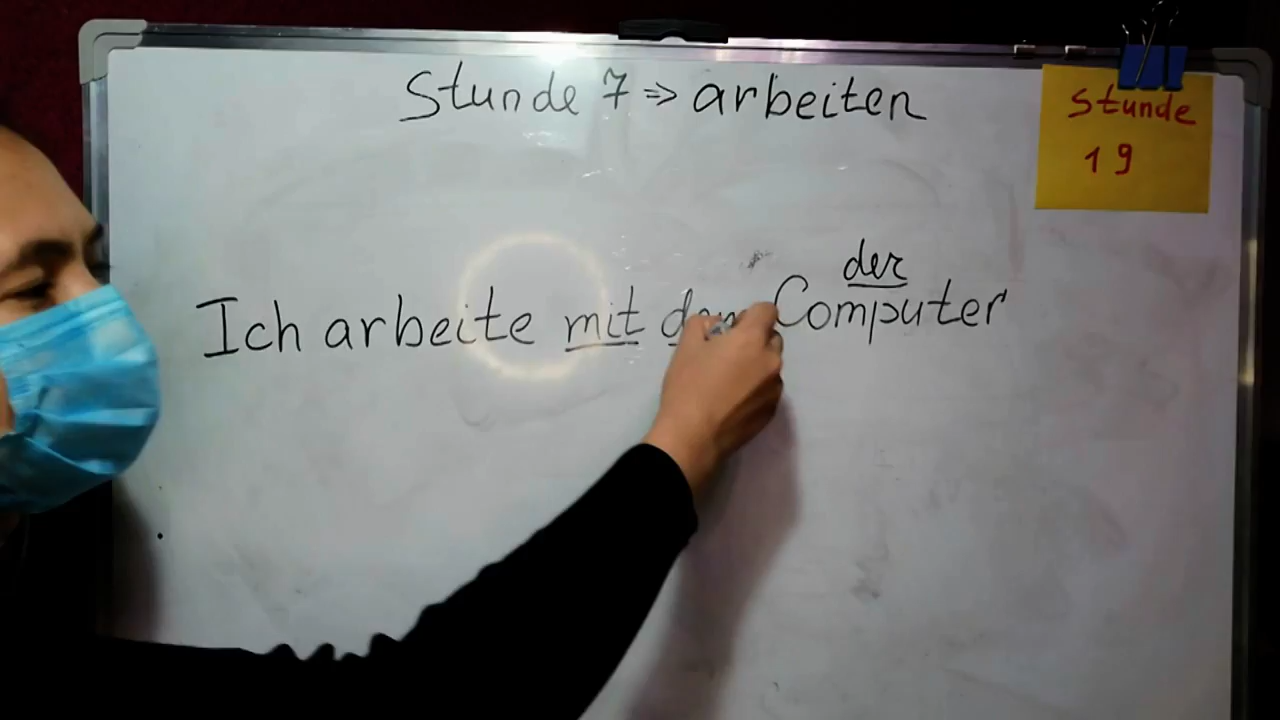 Stunde 7 ⇒ arbeiten
Stunde
19
der
Ich arbeite mit Computer